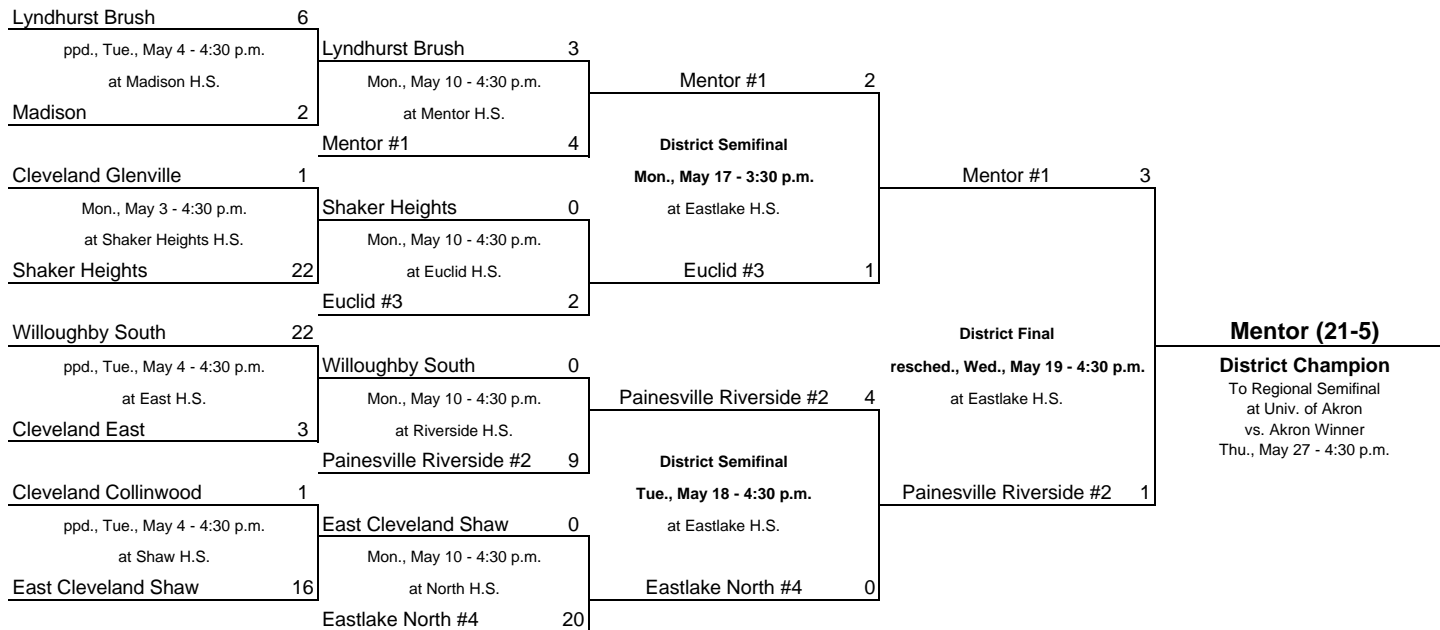 Lyndhurst Brush 6
ppd., Tue., May 4 - 4:30 p.m.
at Madison H.S.
Madison 2
Cleveland Glenville 1
Mon., May 3 - 4:30 p.m.
at Shaker Heights H.S.
Shaker Heights 22
Willoughby South 22
ppd., Tue., May 4 - 4:30 p.m.
at East H.S.
Cleveland East 3
Cleveland Collinwood 1
ppd., Tue., May 4 - 4:30 p.m.
at Shaw H.S.
East Cleveland Shaw 16
Lyndhurst Brush 3
Mon., May 10 - 4:30 p.m.
at Mentor H.S.
Mentor #1 4
Shaker Heights 0
Mon., May 10 - 4:30 p.m.
at Euclid H.S.
Euclid #3 2
Willoughby South 0
Mon., May 10 - 4:30 p.m.
at Riverside H.S.
Painesville Riverside #2 9
East Cleveland Shaw 0
Mon., May 10 - 4:30 p.m.
at North H.S.
Eastlake North #4 20
Mentor #1 2
District Semifinal
Mon., May 17 - 3:30 p.m.
at Eastlake H.S.
Euclid #3 1
Painesville Riverside #2 4
District Semifinal
Tue., May 18 - 4:30 p.m.
at Eastlake H.S.
Eastlake North #4 0
Mentor #1 3
District Final
resched., Wed., May 19 - 4:30 p.m.
at Eastlake H.S.
Painesville Riverside #2 1
Mentor (21-5)
District Champion
To Regional Semifinal
at Univ. of Akron
vs. Akron Winner
Thu., May 27 - 4:30 p.m.